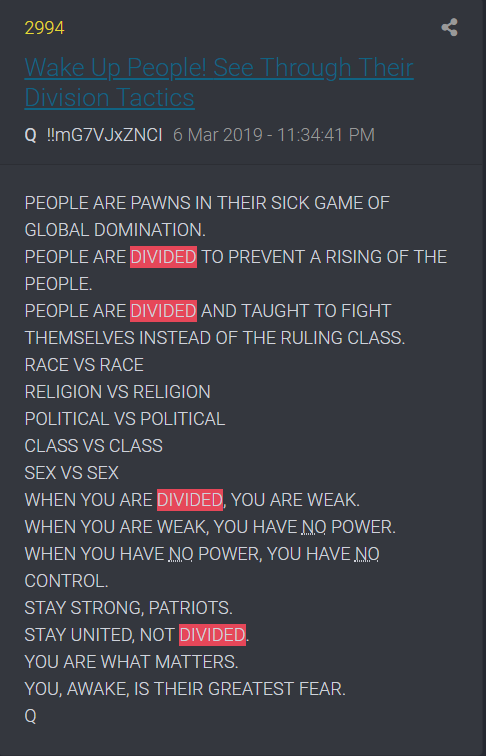 2994
Wake Up People! See Through Their
Division Tactics
Q !!mG7VJxZNCI 6 Mar 2019 - 11:34:41 PM
PEOPLE ARE PAWNS IN THEIR SICK GAME OF
GLOBAL DOMINATION.
PEOPLE ARE DIVIDED TO PREVENT A RISING OF THE
PEOPLE.
PEOPLE ARE DIVIDED AND TAUGHT TO FIGHT
THEMSELVES INSTEAD OF THE RULING CLASS.
RACE VS RACE
RELIGION VS RELIGION
POLITICAL VS POLITICAL
CLASS VS CLASS
SEX VS SEX
WHEN YOU ARE DIVIDED, YOU ARE WEAK.
WHEN YOU ARE WEAK, YOU HAVE NO POWER.
WHEN YOU HAVE NO POWER, YOU HAVE NO
CONTROL.
STAY STRONG, PATRIOTS.
STAY UNITED, NOT DIVIDED.
YOU ARE WHAT MATTERS.
YOU, AWAKE, IS THEIR GREATEST FEAR.
Q